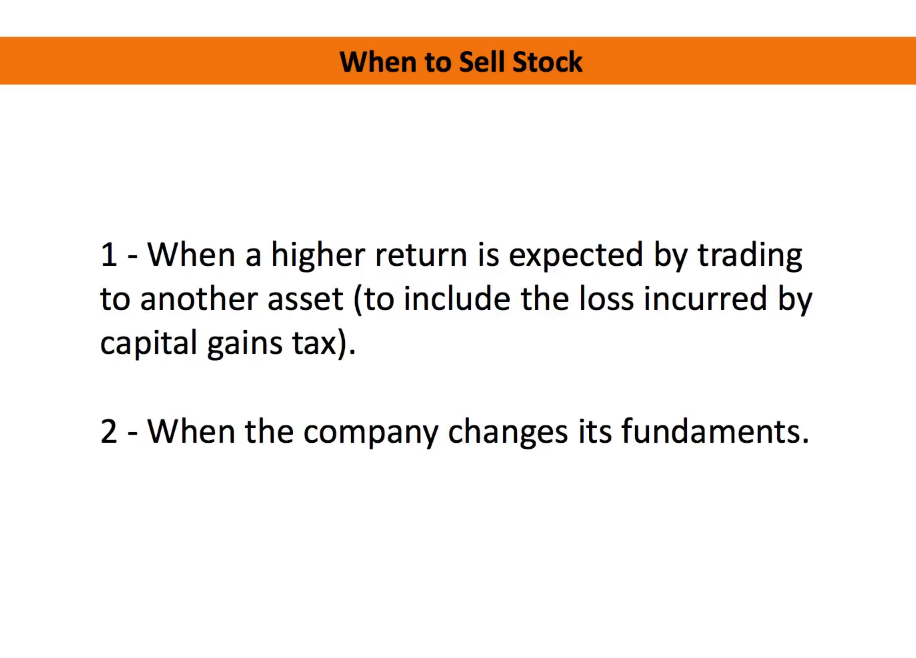 When to Sell Stock
1 - When a higher return is expected by trading
to another asset (to include the loss incurred by
capital gains tax).
2 - When the company changes its fundaments.